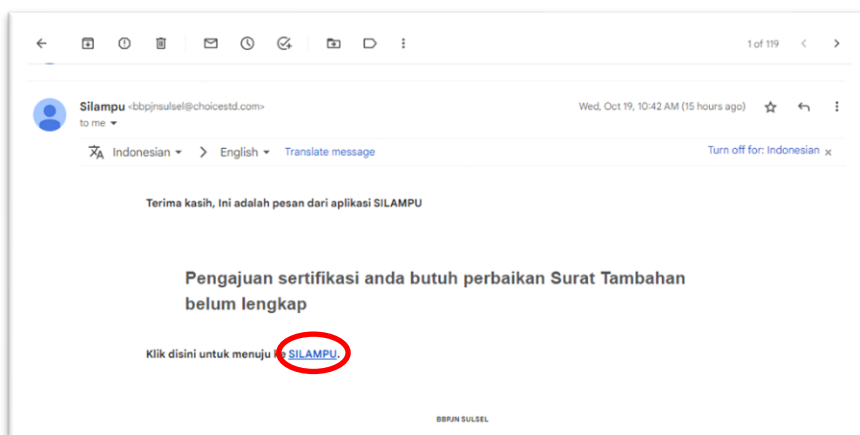 1 of 119
Silampu <bbpjnsulsel@choicestd.com>
Wed, Oct 19, 10:42 AM (15 hours ago)
to me
Indonesian > English Translate message
Turn off for: Indonesian x
Terima kasih, Ini adalah pesan dari aplikasi SILAMPU
Pengajuan sertifikasi anda butuh perbaikan Surat Tambahan
belum lengkap
Klik disini untuk menuju ke SILAMPU.
BBPJN SULSEL